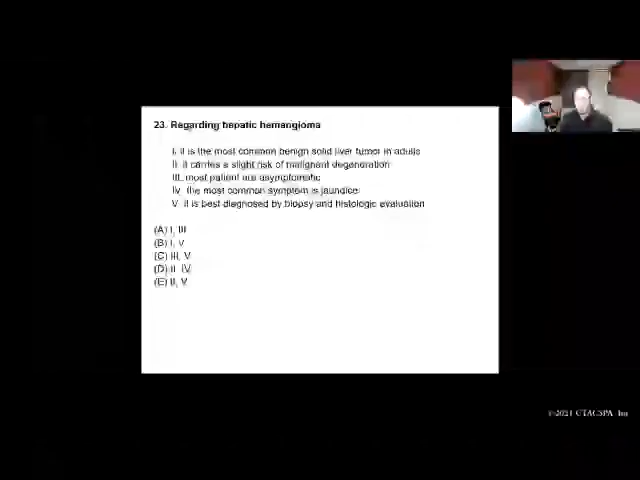 23. Regarding hepatic hemangioma
I. it is the most common benign solid liver tumor in adults
II. it carries a slight risk of malignant degeneration
III. most patient are asymptomatic
IV. the most common symptom is jaundice
V. it is best diagnosed by biopsy and histologic evaluation
(A) I, III
(B) I, V
(C) III, V
(D) II, IV
(E) II, V
©2021 CTACSPA Inc